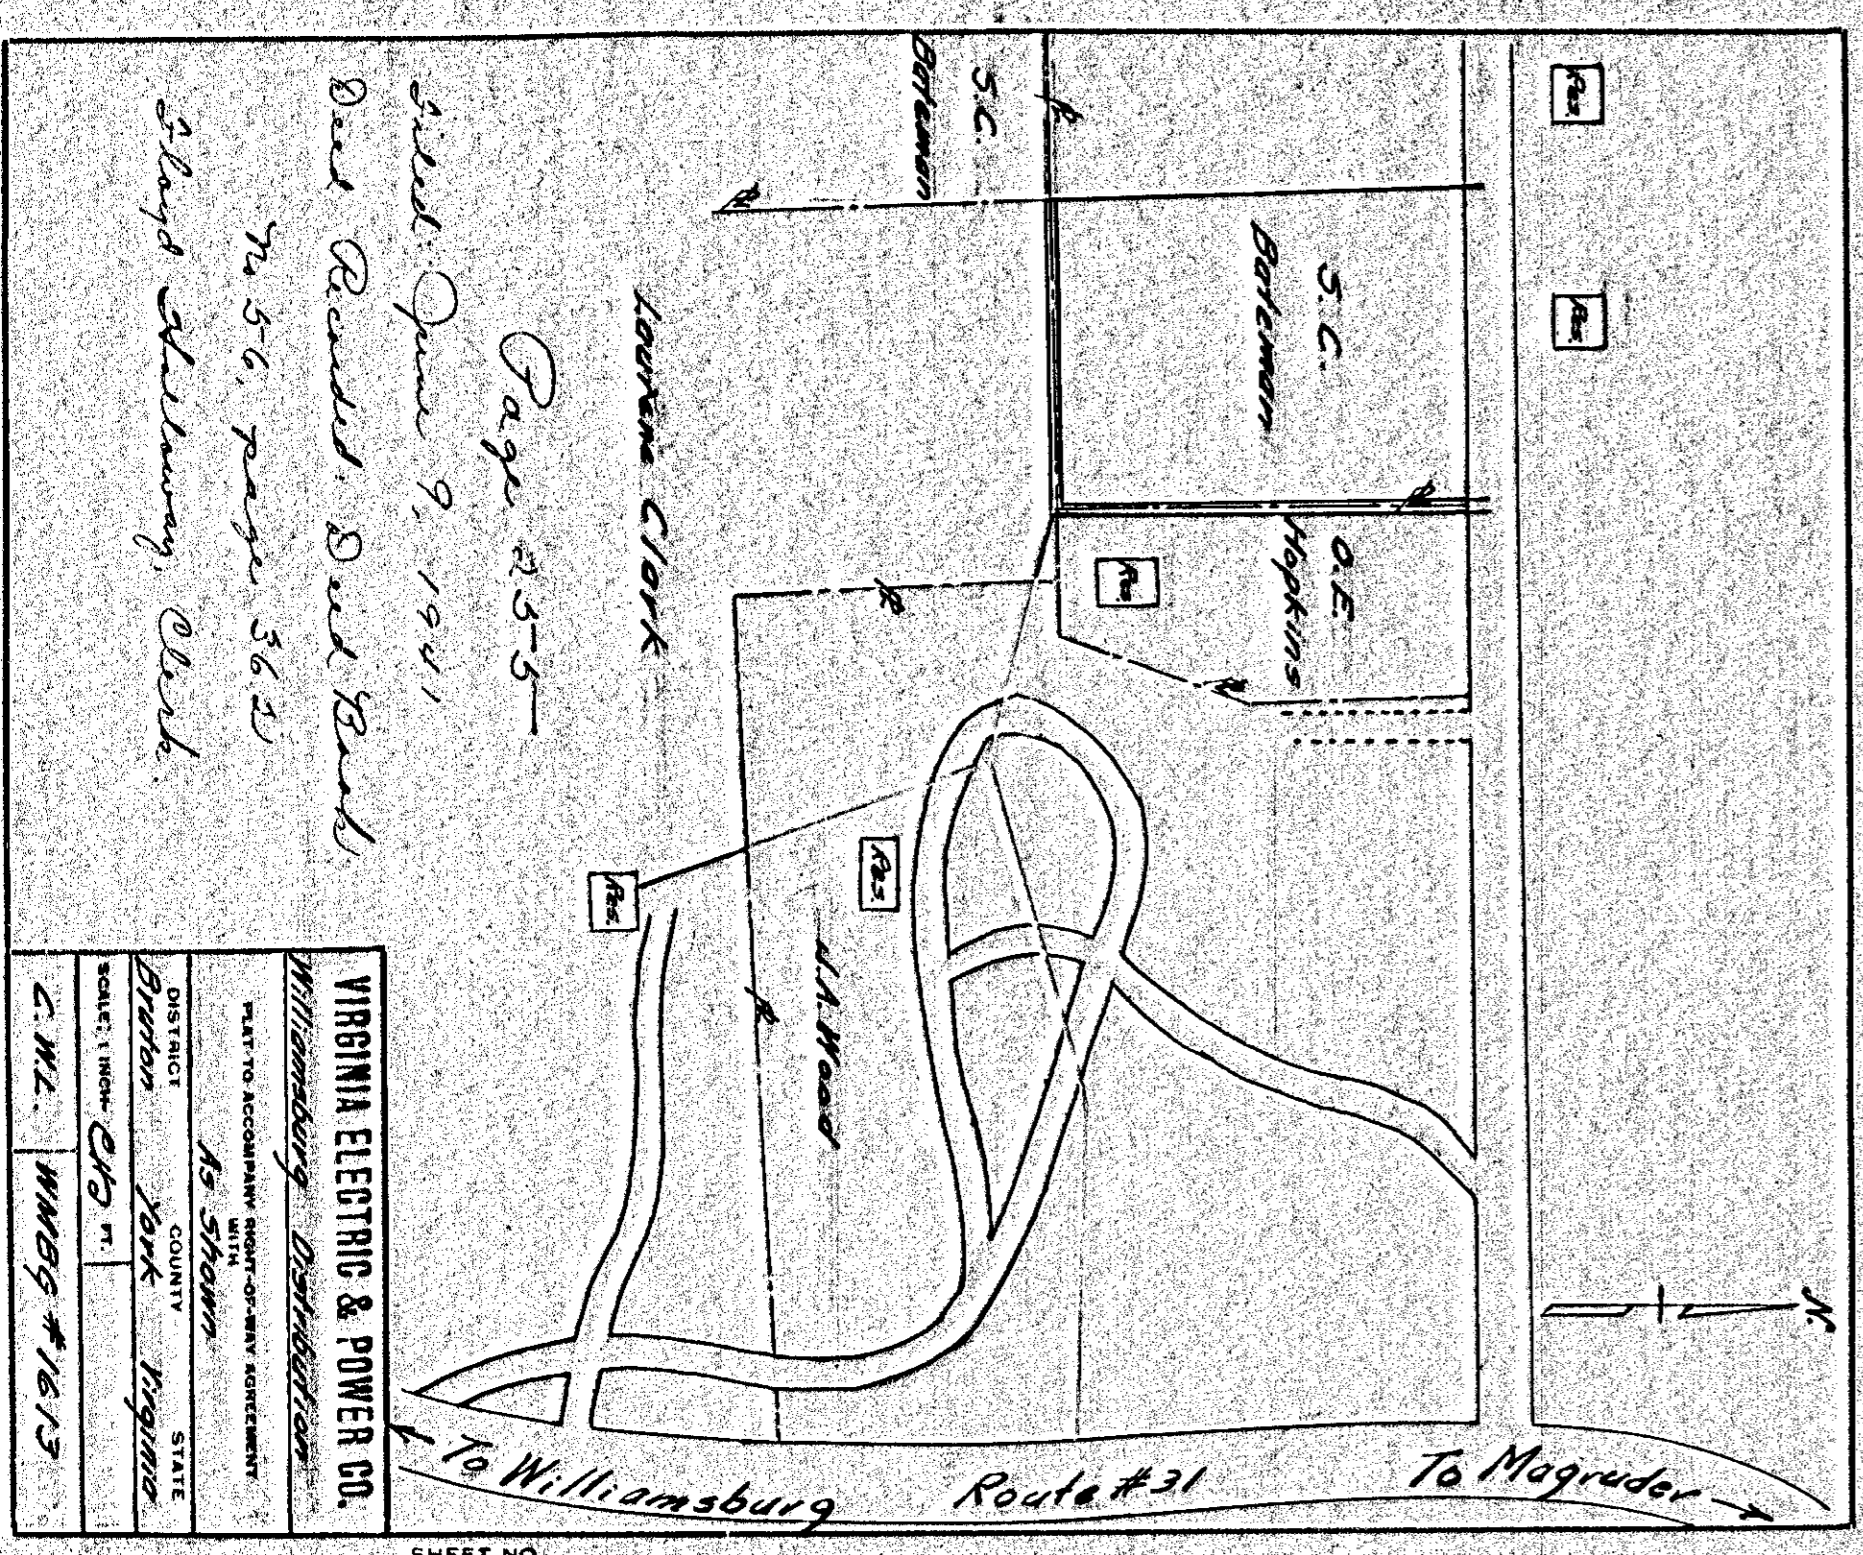 N.
Res.
Res.
S.C.
Bateman
S.C.
Bateman
O.E.
Hopkins
Res.
Res.
Res.
J.A. Wood
Lourena Clark
To Magruder
Route #31
To Williamsburg
Page 255
Filed: June 9, 1941
Deed Recorded: Deed Book
No 56, page 362
Floyd Holloway, Clerk.
VIRGINIA ELECTRIC & POWER CO.
Williamsburg Distribution
PLAT TO ACCOMPANY RIGHT-OF-WAY AGREEMENT
WITH
As Shown
DISTRICT COUNTY STATE
Bruton York Virginia
SCALE: 1 INCH- FT.
C.W.L. WMBG #1613
SHEET NO.